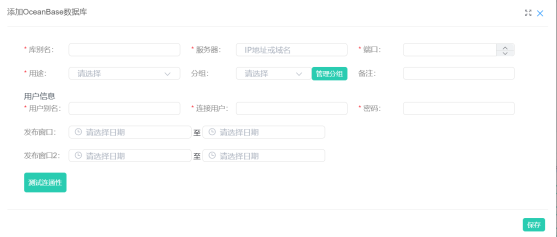 添加OceanBase数据库
* 库别名: * 服务器: IP地址或域名 * 端口:
* 用途: 请选择 分组: 请选择 管理分组 备注:
用户信息
* 用户别名: * 连接用户: * 密码:
发布窗口: 请选择日期 至 请选择日期
发布窗口2: 请选择日期 至 请选择日期
测试连接性
保存